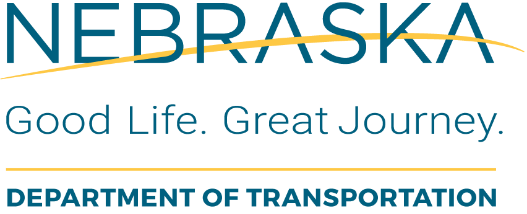 NEBRASKA
Good Life. Great Journey.
DEPARTMENT OF TRANSPORTATION